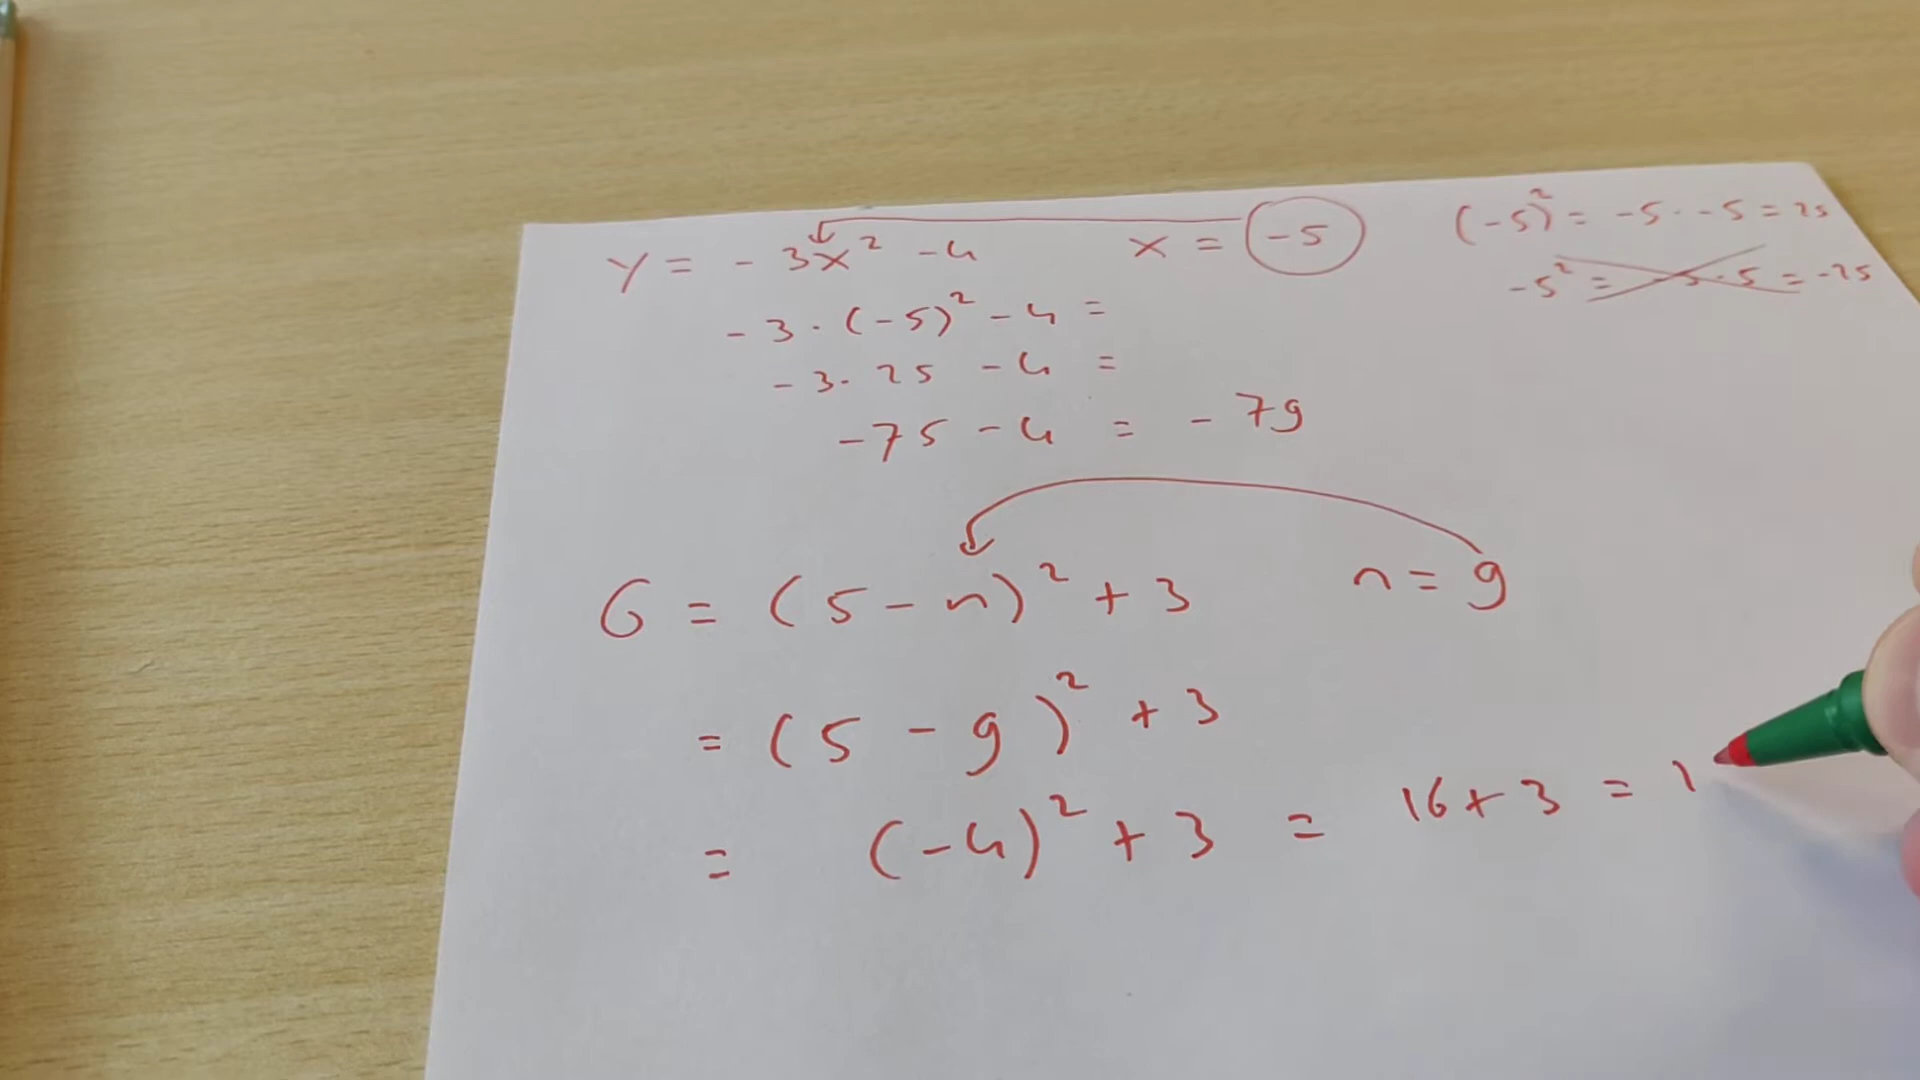 y = - 3x² - 4   x = -5   (-5)² = -5 · -5 = 25
-5² = -5 · 5 = -25
-3 · (-5)² - 4 =
-3 · 25 - 4 =
-75 - 4 = -79
G = (5 - n)² + 3   n = 9
= (5 - 9)² + 3
= (-4)² + 3 = 16 + 3 = 1